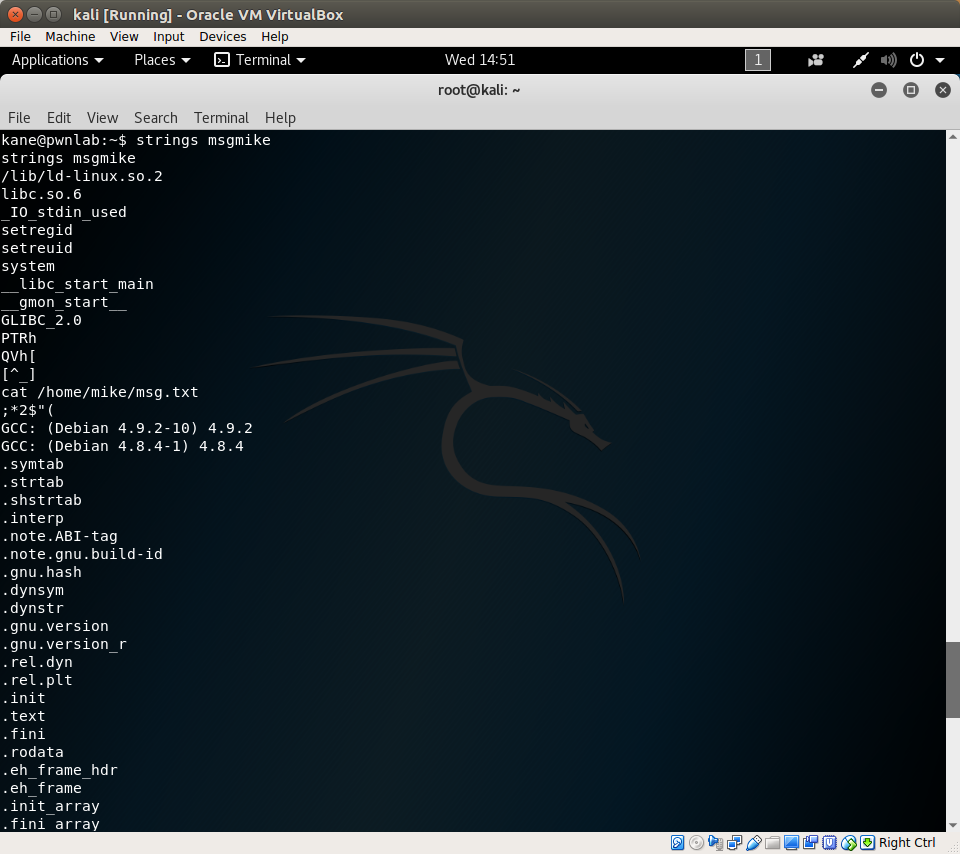 kali [Running] - Oracle VM VirtualBox
File Machine View Input Devices Help
Applications Places Terminal Wed 14:51 1
root@kali: ~
File Edit View Search Terminal Help
kane@pwnlab:~$ strings msgmike
strings msgmike
/lib/ld-linux.so.2
libc.so.6
_IO_stdin_used
setregid
setreuid
system
__libc_start_main
__gmon_start__
GLIBC_2.0
PTRh
QVh[
[^_]
cat /home/mike/msg.txt
;*2$"(
GCC: (Debian 4.9.2-10) 4.9.2
GCC: (Debian 4.8.4-1) 4.8.4
.symtab
.strtab
.shstrtab
.interp
.note.ABI-tag
.note.gnu.build-id
.gnu.hash
.dynsym
.dynstr
.gnu.version
.gnu.version_r
.rel.dyn
.rel.plt
.init
.text
.fini
.rodata
.eh_frame_hdr
.eh_frame
.init_array
.fini_array
Right Ctrl